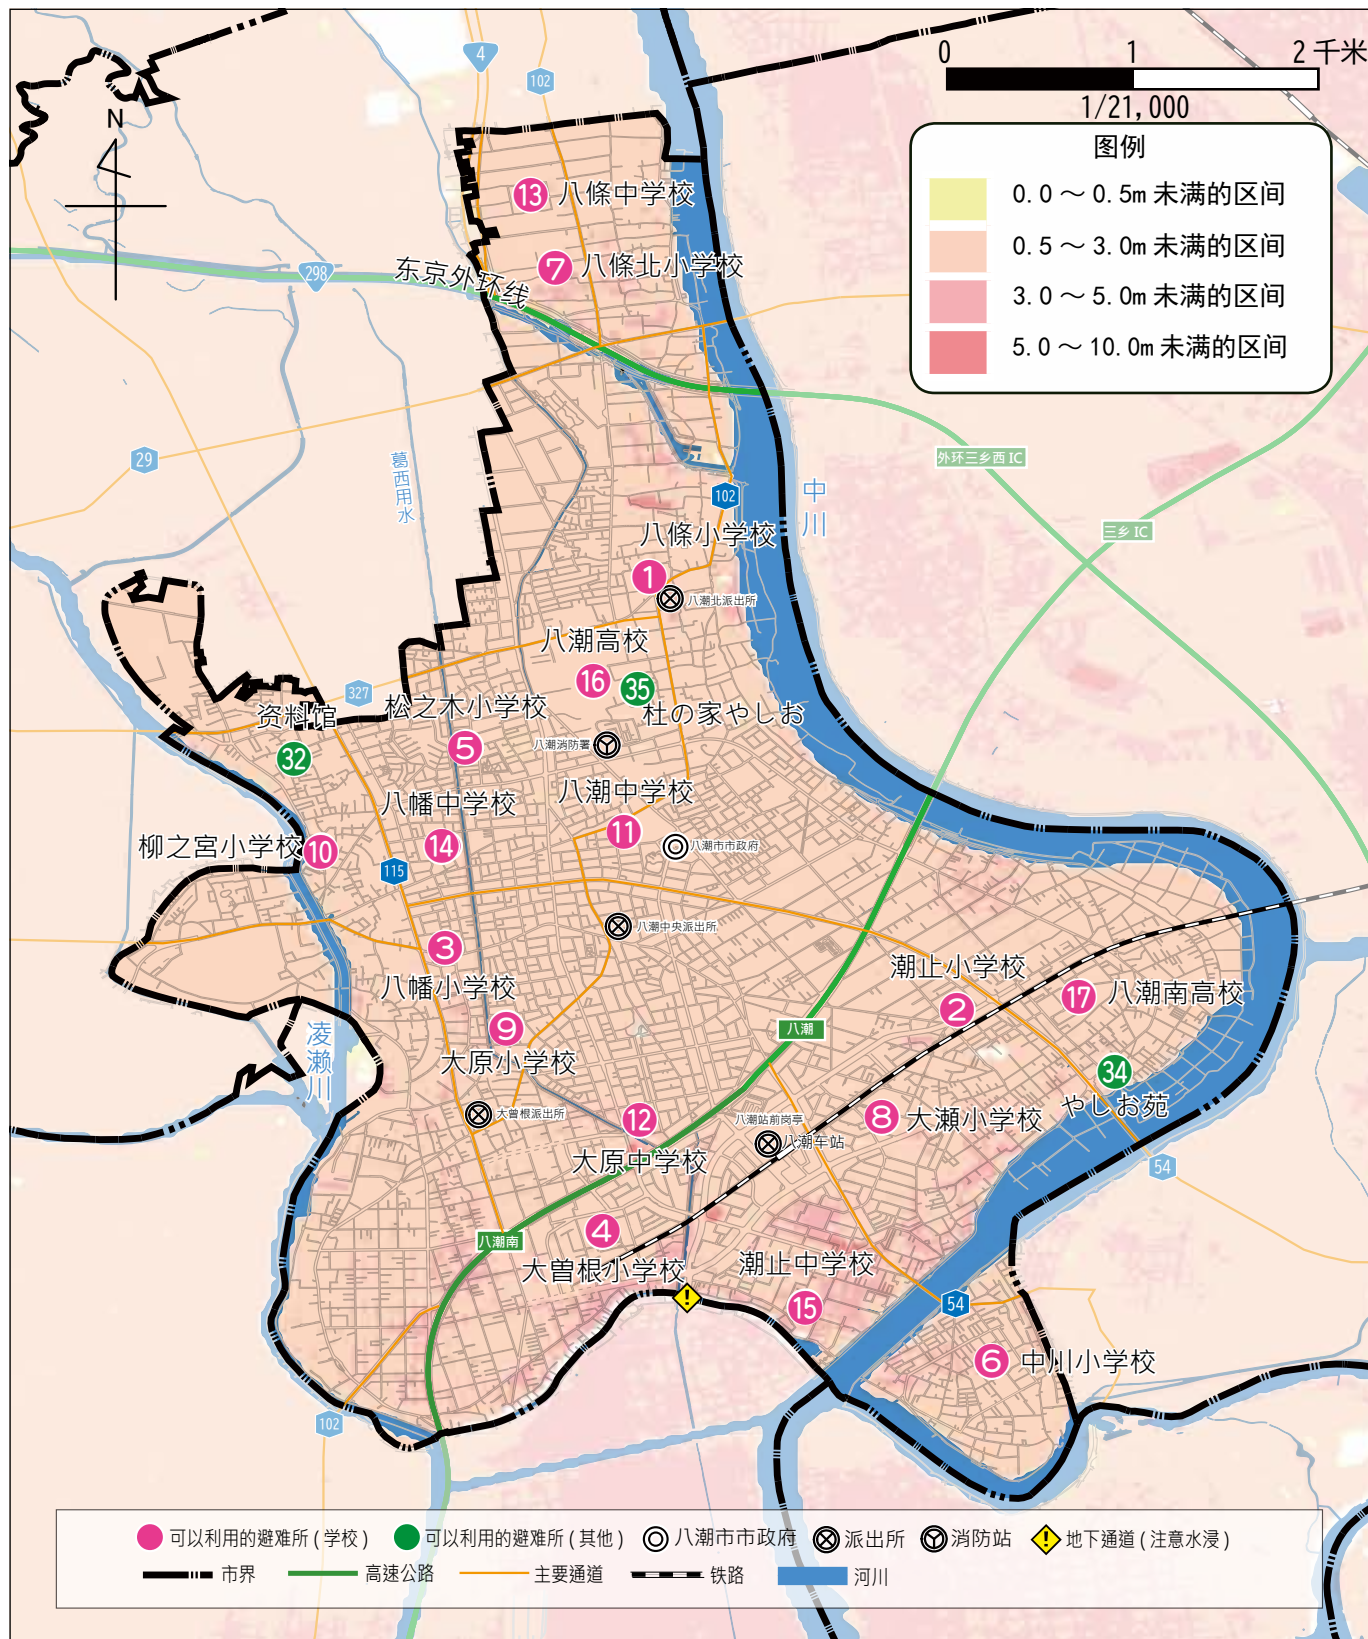 0 1 2 千米
1/21,000
图例
0.0～0.5m 未满的区间
0.5～3.0m 未满的区间
3.0～5.0m 未满的区间
5.0～10.0m 未满的区间
N
4
102
13 八條中学校
7 八條北小学校
东京外环线
298
29
葛西用水
外环三乡西 IC
三乡 IC
102
中川
八條小学校
1
八潮北派出所
八潮高校
16
35
杜の家やしお
327
资料馆
32
松之木小学校
5
八潮消防署
八幡中学校
14
八潮中学校
11
八潮市市政府
柳之宮小学校
10
115
八潮中央派出所
3
八幡小学校
潮止小学校
2
17 八潮南高校
9
大原小学校
八潮
凌濑川
34
やしお苑
大曽根派出所
12
大原中学校
八潮站前岗亭
八潮车站
8 大瀬小学校
54
4
八潮南
大曽根小学校
潮止中学校
15
54
6 中川小学校
102
可以利用的避难所 ( 学校 )
可以利用的避难所 ( 其他 )
八潮市市政府
派出所
消防站
地下通道 ( 注意水浸 )
市界
高速公路
主要通道
铁路
河川